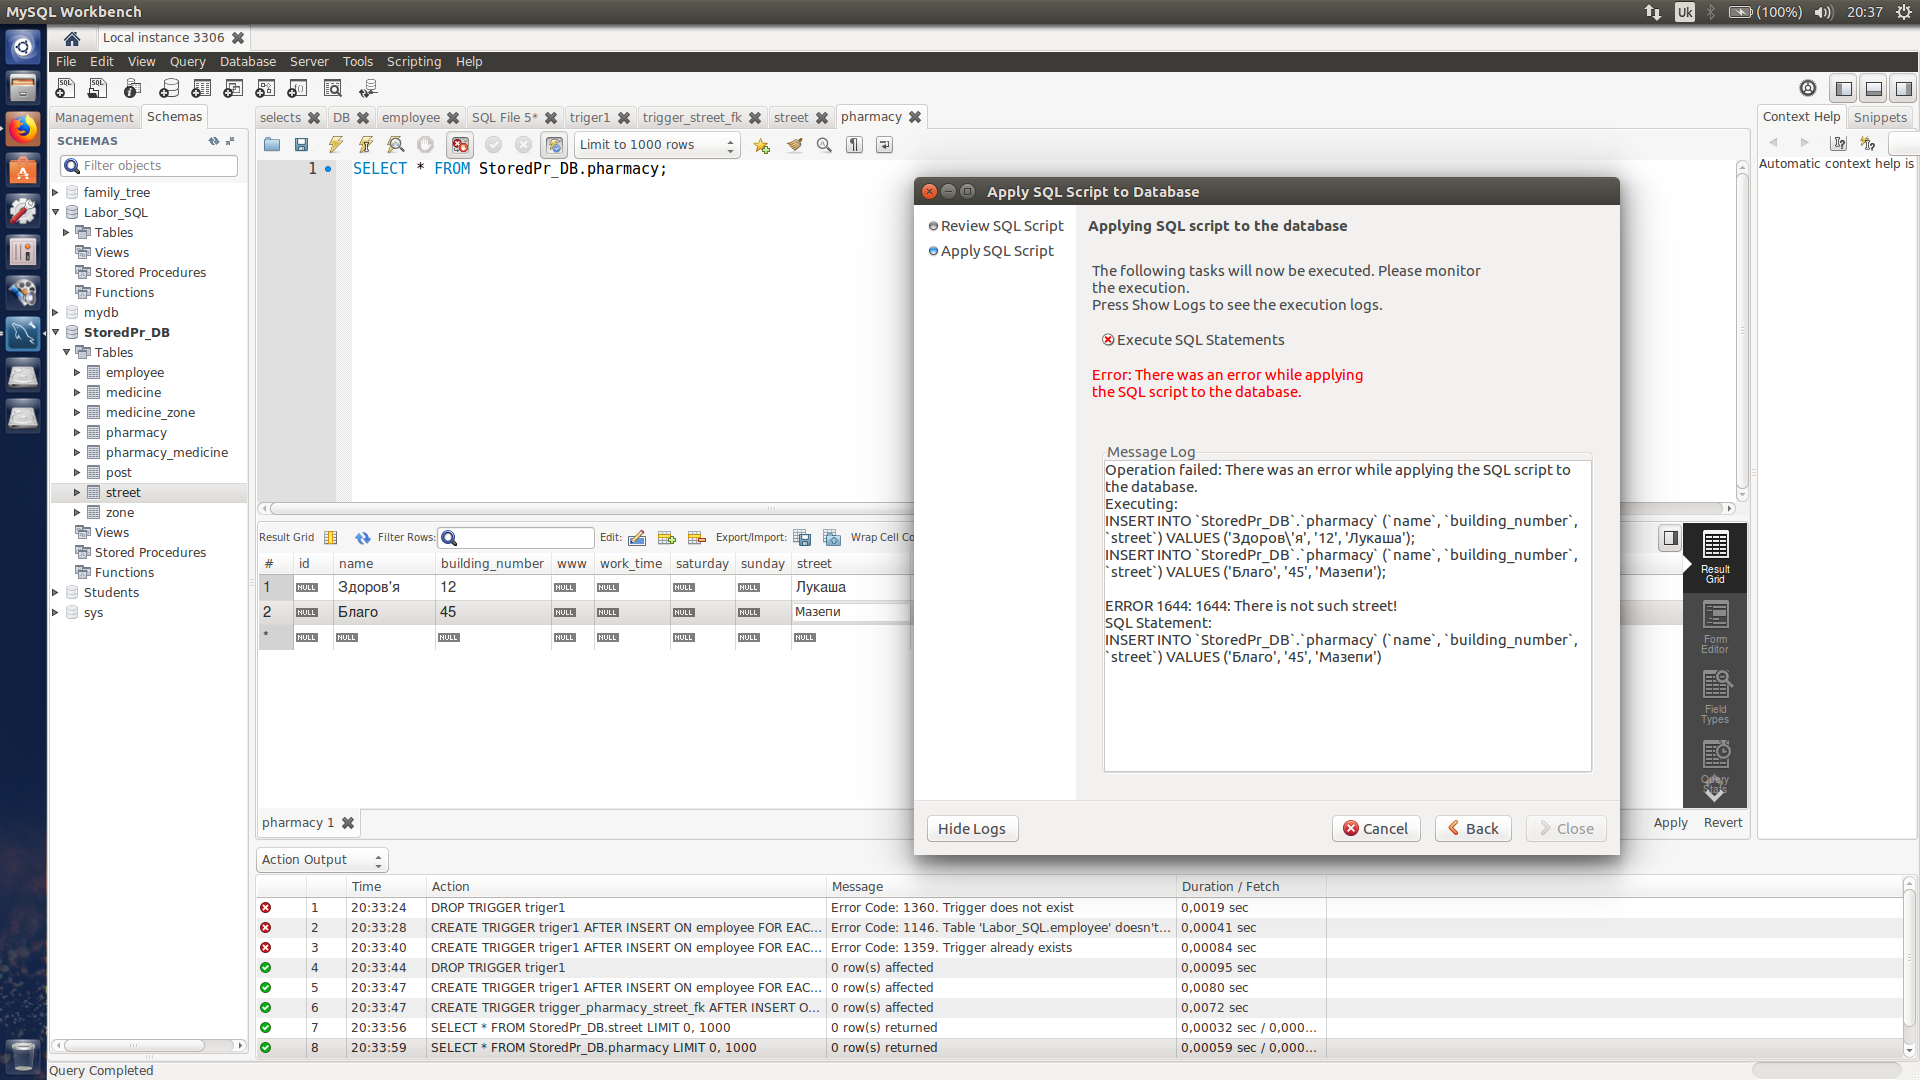 MySQL Workbench
Uk
(100%)
20:37
Local instance 3306
File Edit View Query Database Server Tools Scripting Help
Management
Schemas
selects
DB
employee
SQL File 5*
triger1
trigger_street_fk
street
pharmacy
Context Help
Snippets
SCHEMAS
Limit to 1000 rows
Filter objects
Automatic context help is
1
SELECT * FROM StoredPr_DB.pharmacy;
family_tree
Labor_SQL
Tables
Views
Stored Procedures
Functions
mydb
StoredPr_DB
Tables
employee
medicine
medicine_zone
pharmacy
pharmacy_medicine
post
street
zone
Views
Stored Procedures
Functions
Students
sys
Apply SQL Script to Database
Review SQL Script
Apply SQL Script
Applying SQL script to the database
The following tasks will now be executed. Please monitor
the execution.
Press Show Logs to see the execution logs.
Execute SQL Statements
Error: There was an error while applying
the SQL script to the database.
Message Log
Operation failed: There was an error while applying the SQL script to
the database.
Executing:
INSERT INTO `StoredPr_DB`.`pharmacy` (`name`, `building_number`,
`street`) VALUES ('Здоров\'я', '12', 'Лукаша');
INSERT INTO `StoredPr_DB`.`pharmacy` (`name`, `building_number`,
`street`) VALUES ('Благо', '45', 'Мазепи');
ERROR 1644: 1644: There is not such street!
SQL Statement:
INSERT INTO `StoredPr_DB`.`pharmacy` (`name`, `building_number`,
`street`) VALUES ('Благо', '45', 'Мазепи')
Hide Logs
Cancel
Back
Close
Result Grid
Filter Rows:
Edit:
Export/Import:
Wrap Cell Co
# id name building_number www work_time saturday sunday street
1 NULL Здоров'я 12 NULL NULL NULL NULL Лукаша
2 NULL Благо 45 NULL NULL NULL NULL Мазепи
* NULL NULL NULL NULL NULL NULL NULL NULL
Result
Grid
Form
Editor
Field
Types
Query
Stats
pharmacy 1
Apply
Revert
Action Output
Time Action Message Duration / Fetch
1 20:33:24 DROP TRIGGER triger1 Error Code: 1360. Trigger does not exist 0,0019 sec
2 20:33:28 CREATE TRIGGER triger1 AFTER INSERT ON employee FOR EAC... Error Code: 1146. Table 'Labor_SQL.employee' doesn't... 0,00041 sec
3 20:33:40 CREATE TRIGGER triger1 AFTER INSERT ON employee FOR EAC... Error Code: 1359. Trigger already exists 0,00084 sec
4 20:33:44 DROP TRIGGER triger1 0 row(s) affected 0,00095 sec
5 20:33:47 CREATE TRIGGER triger1 AFTER INSERT ON employee FOR EAC... 0 row(s) affected 0,0080 sec
6 20:33:47 CREATE TRIGGER trigger_pharmacy_street_fk AFTER INSERT O... 0 row(s) affected 0,0072 sec
7 20:33:56 SELECT * FROM StoredPr_DB.street LIMIT 0, 1000 0 row(s) returned 0,00032 sec / 0,000...
8 20:33:59 SELECT * FROM StoredPr_DB.pharmacy LIMIT 0, 1000 0 row(s) returned 0,00059 sec / 0,000...
Query Completed